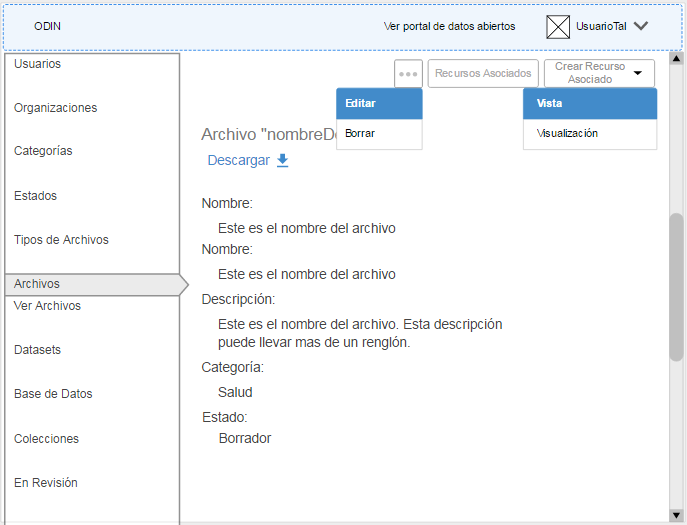 ODIN
Ver portal de datos abiertos
UsuarioTal
Usuarios
Organizaciones
Categorías
Estados
Tipos de Archivos
Archivos
Ver Archivos
Datasets
Base de Datos
Colecciones
En Revisión
Recursos Asociados
Crear Recurso
Asociado
Editar
Borrar
Vista
Visualización
Archivo "nombreD
Descargar
Nombre:
Este es el nombre del archivo
Nombre:
Este es el nombre del archivo
Descripción:
Este es el nombre del archivo. Esta descripción
puede llevar mas de un renglón.
Categoría:
Salud
Estado:
Borrador